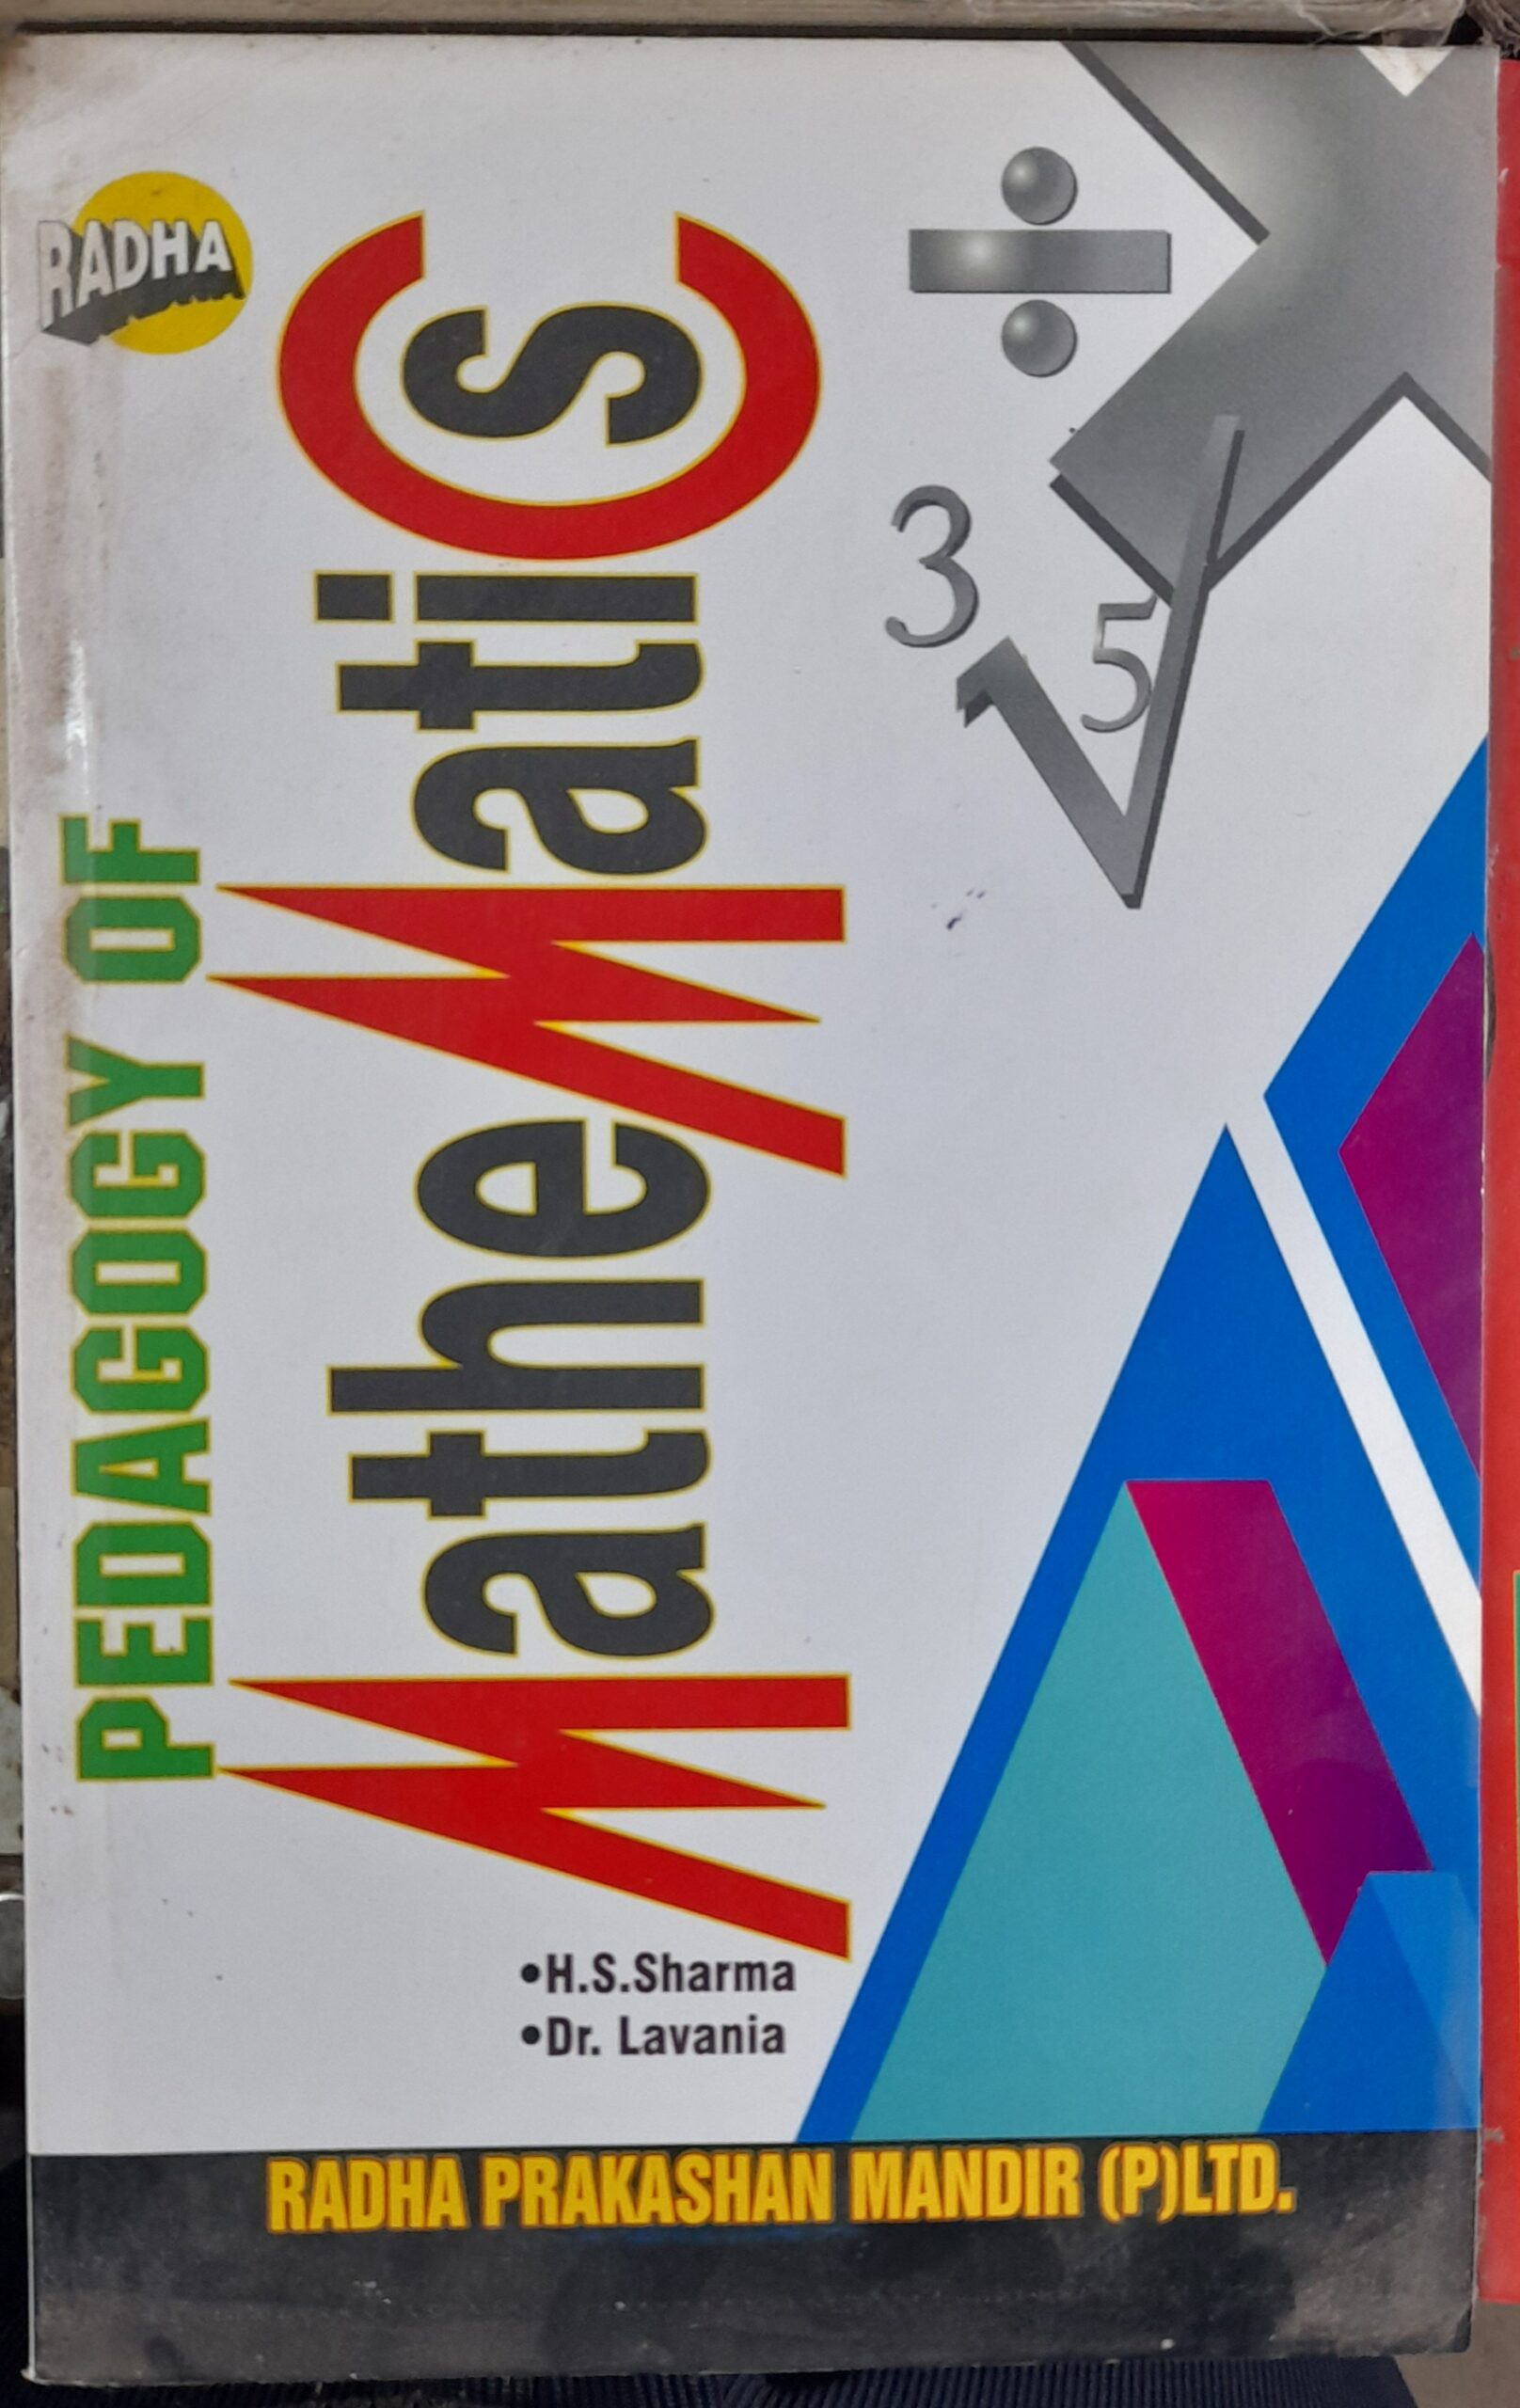 RADHA
PEDAGOGY OF
MatheMatiCs
3
5
•H.S.Sharma
•Dr. Lavania
RADHA PRAKASHAN MANDIR (P)LTD.